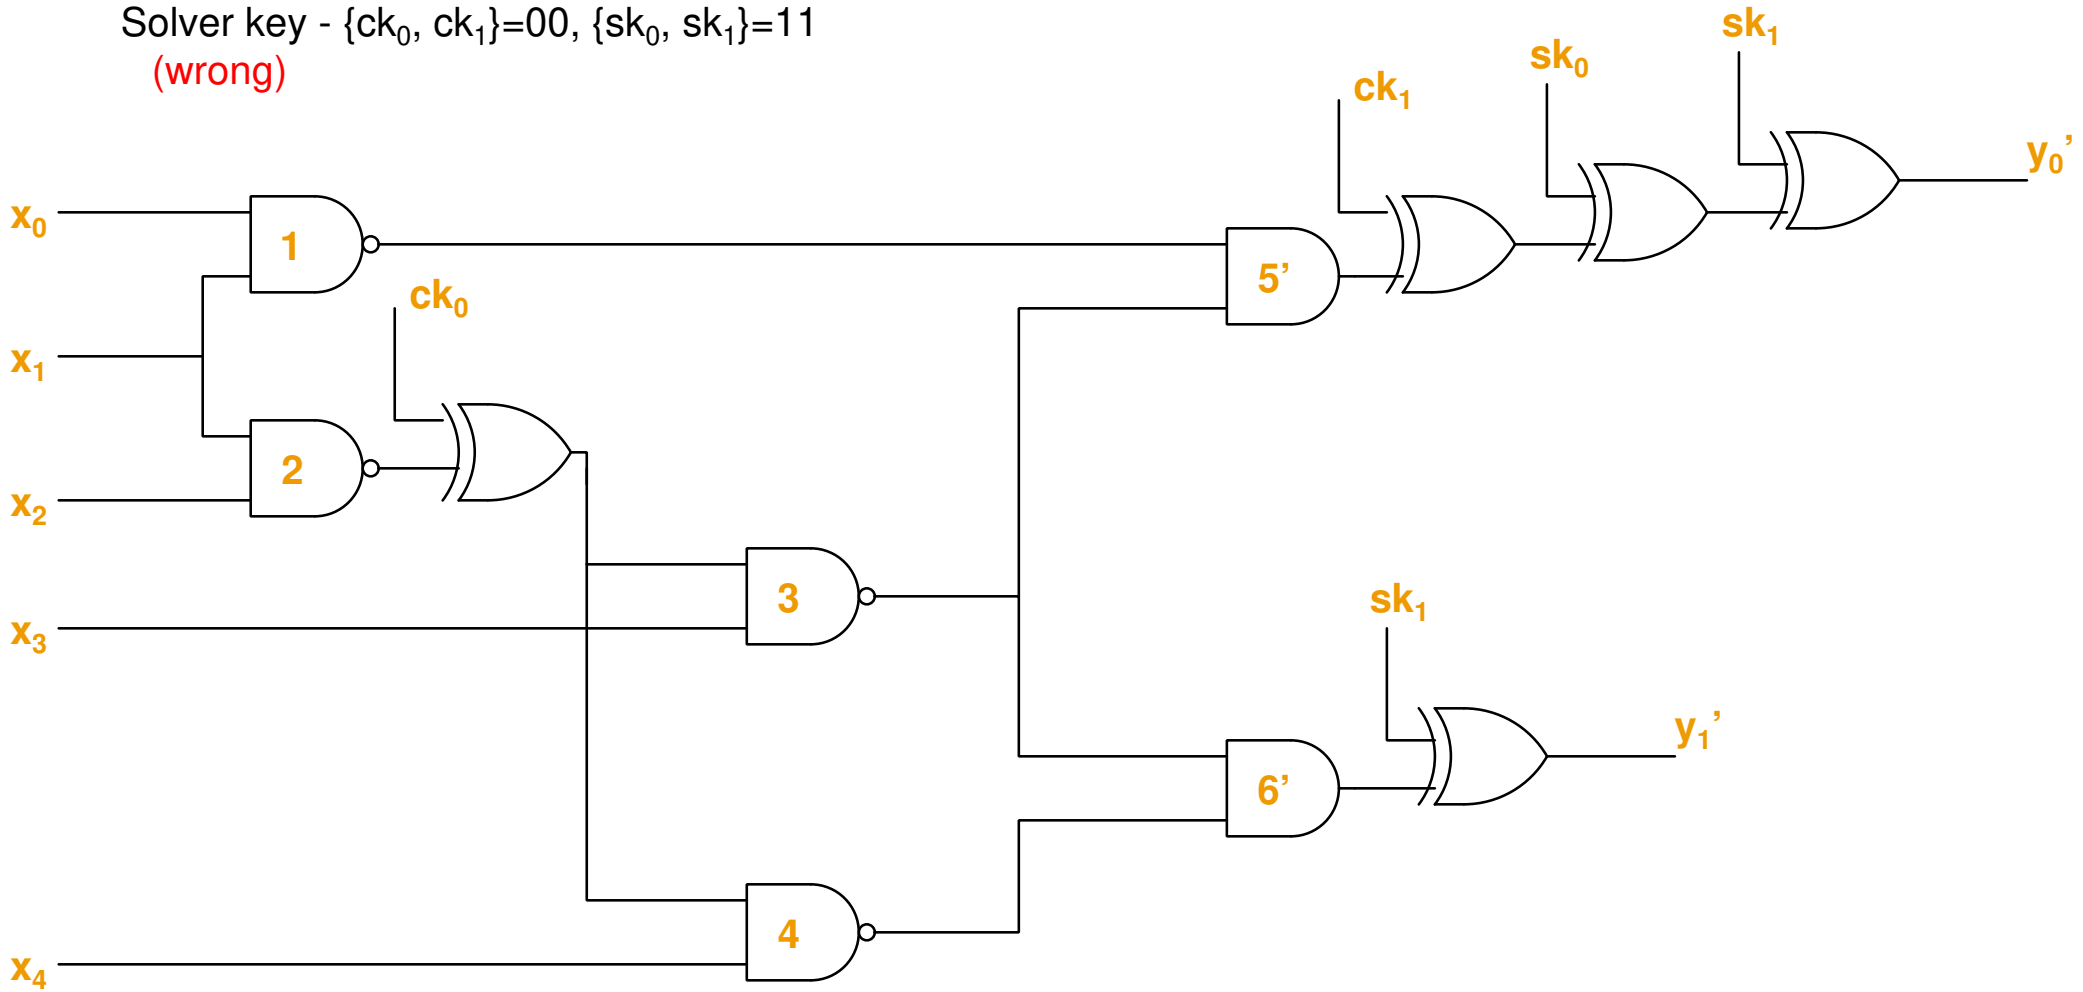 Solver key - {ck₀, ck₁}=00, {sk₀, sk₁}=11
(wrong)
sk₁
sk₀
ck₁
y₀’
x₀
1
5’
ck₀
x₁
2
x₂
3
sk₁
x₃
y₁’
6’
4
x₄